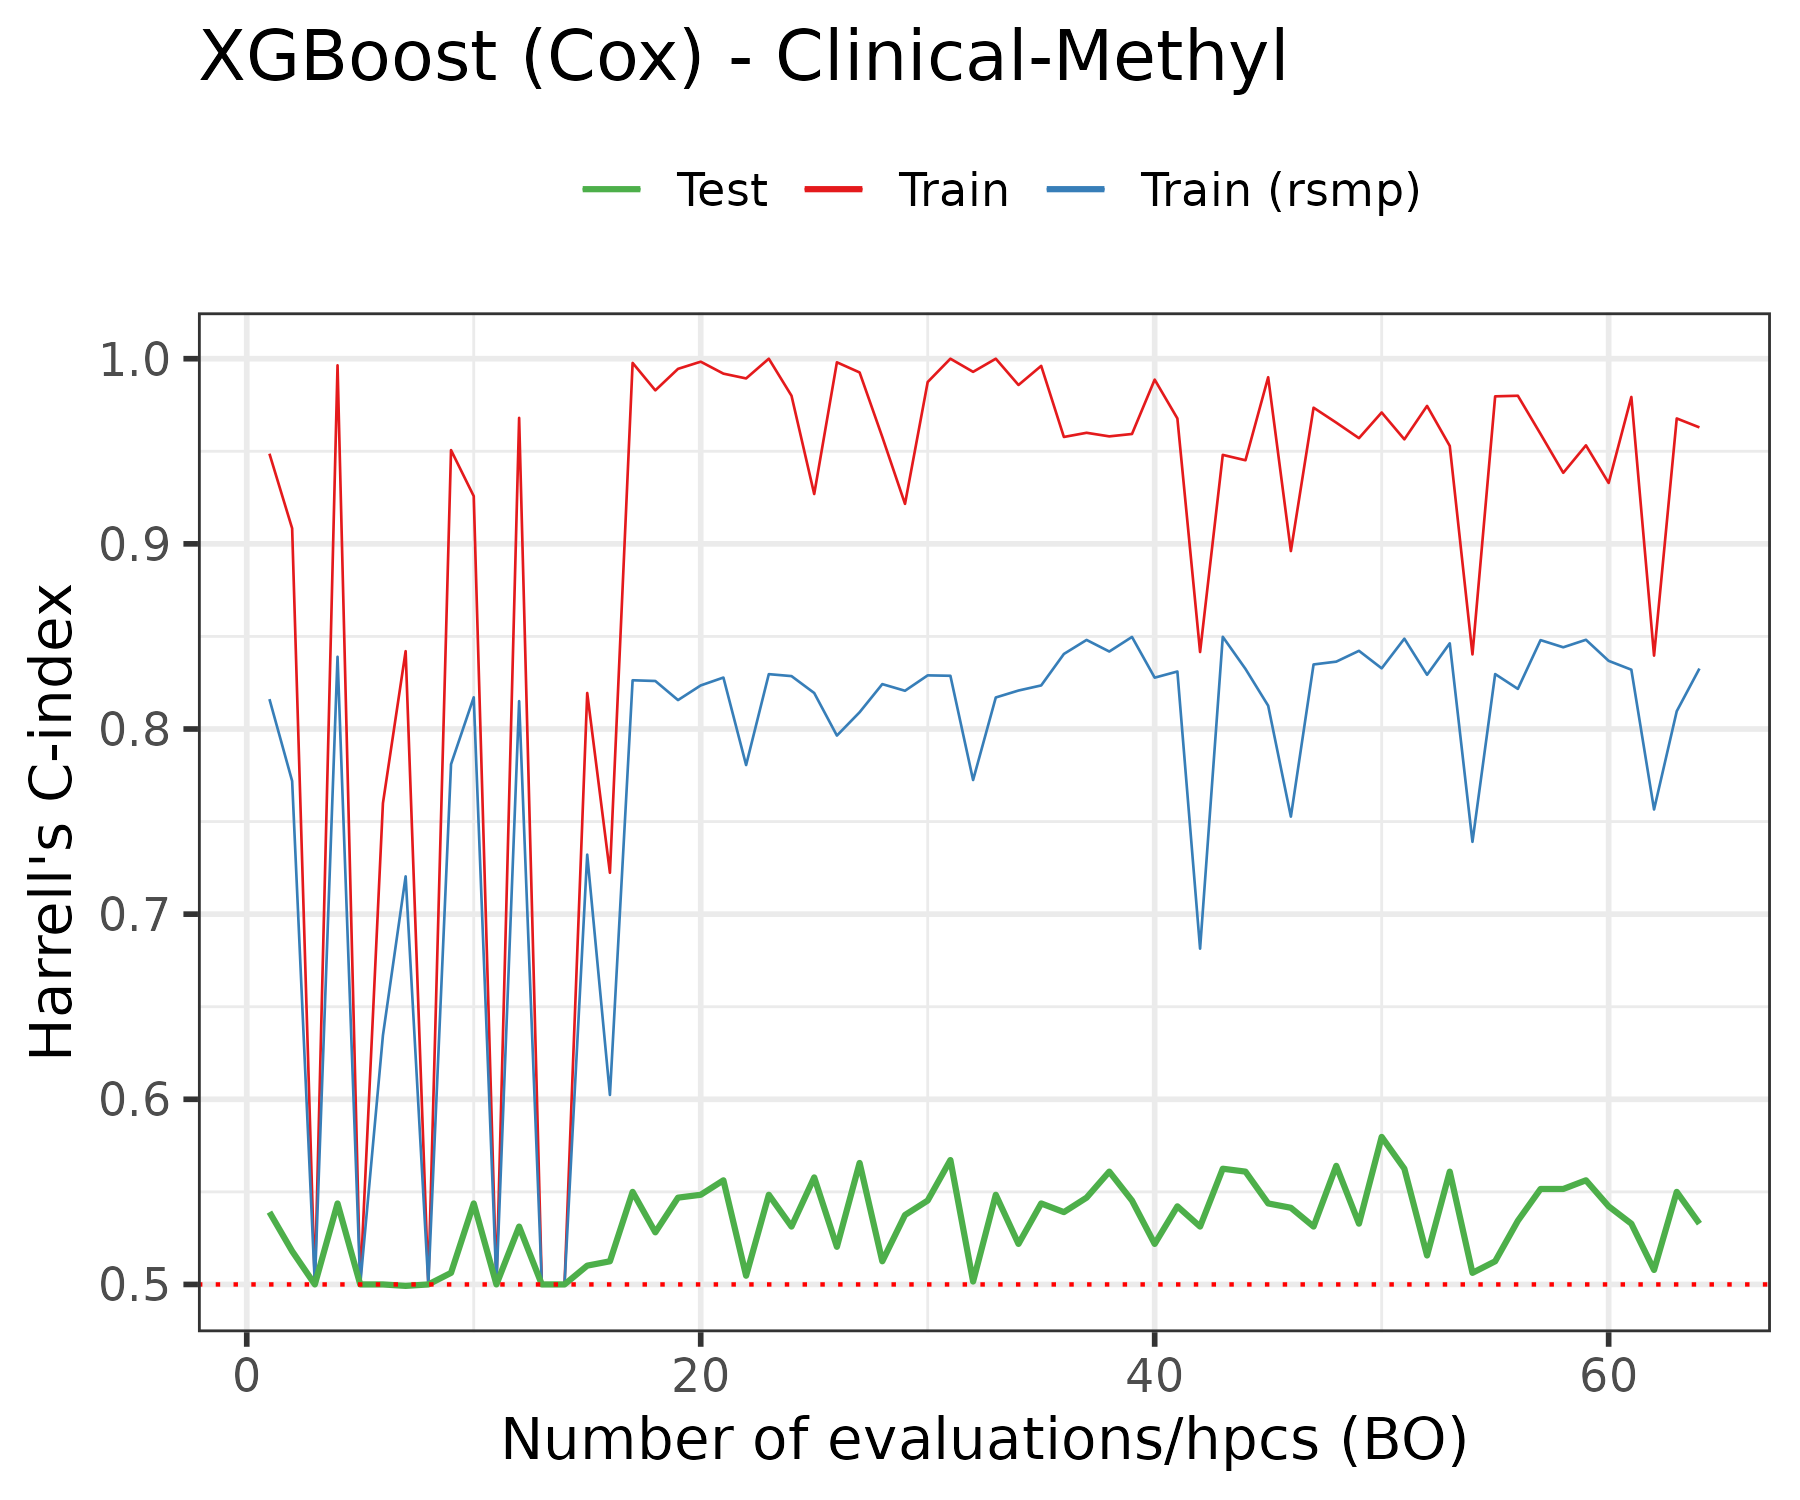 XGBoost (Cox) - Clinical-Methyl
Test Train Train (rsmp)
1.0
0.9
0.8
0.7
0.6
0.5
Harrell's C-index
0 20 40 60
Number of evaluations/hpcs (BO)